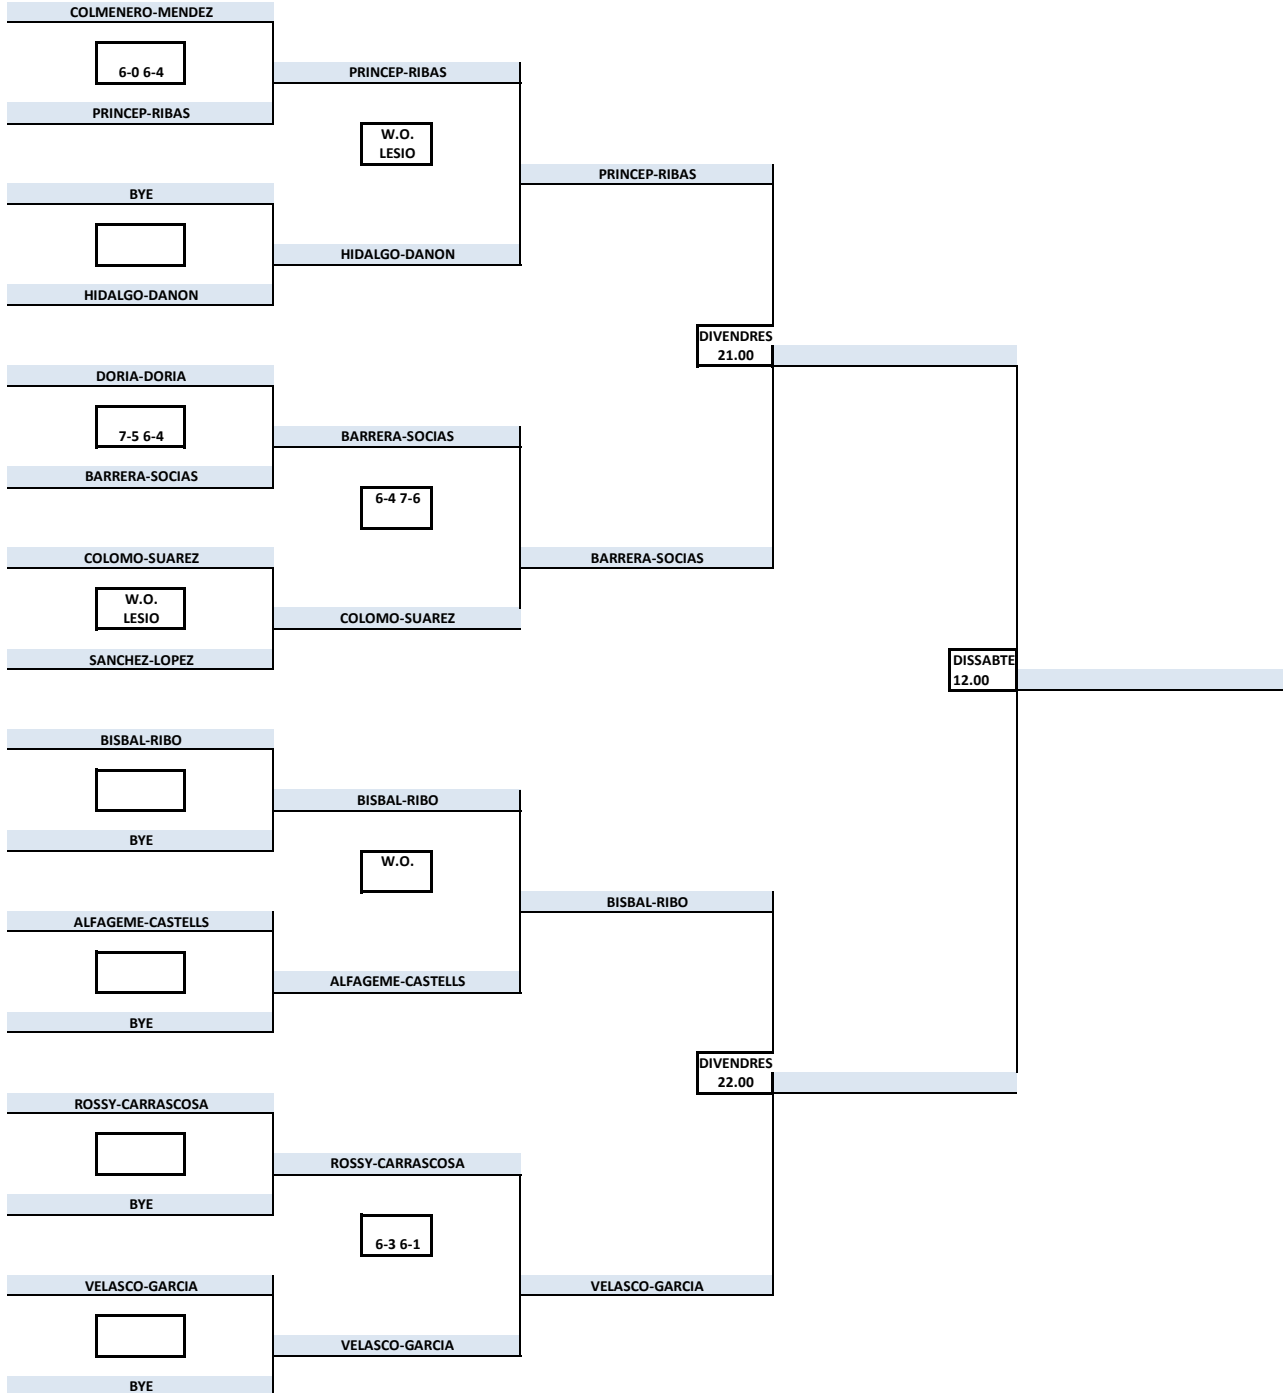 COLMENERO-MENDEZ
6-0 6-4
PRINCEP-RIBAS
PRINCEP-RIBAS
W.O.
LESIO
PRINCEP-RIBAS
BYE
HIDALGO-DANON
HIDALGO-DANON
DIVENDRES
21.00
DORIA-DORIA
7-5 6-4
BARRERA-SOCIAS
BARRERA-SOCIAS
6-4 7-6
BARRERA-SOCIAS
COLOMO-SUAREZ
W.O.
LESIO
COLOMO-SUAREZ
SANCHEZ-LOPEZ
DISSABTE
12.00
BISBAL-RIBO
BISBAL-RIBO
BYE
W.O.
BISBAL-RIBO
ALFAGEME-CASTELLS
ALFAGEME-CASTELLS
BYE
DIVENDRES
22.00
ROSSY-CARRASCOSA
ROSSY-CARRASCOSA
BYE
6-3 6-1
VELASCO-GARCIA
VELASCO-GARCIA
VELASCO-GARCIA
BYE